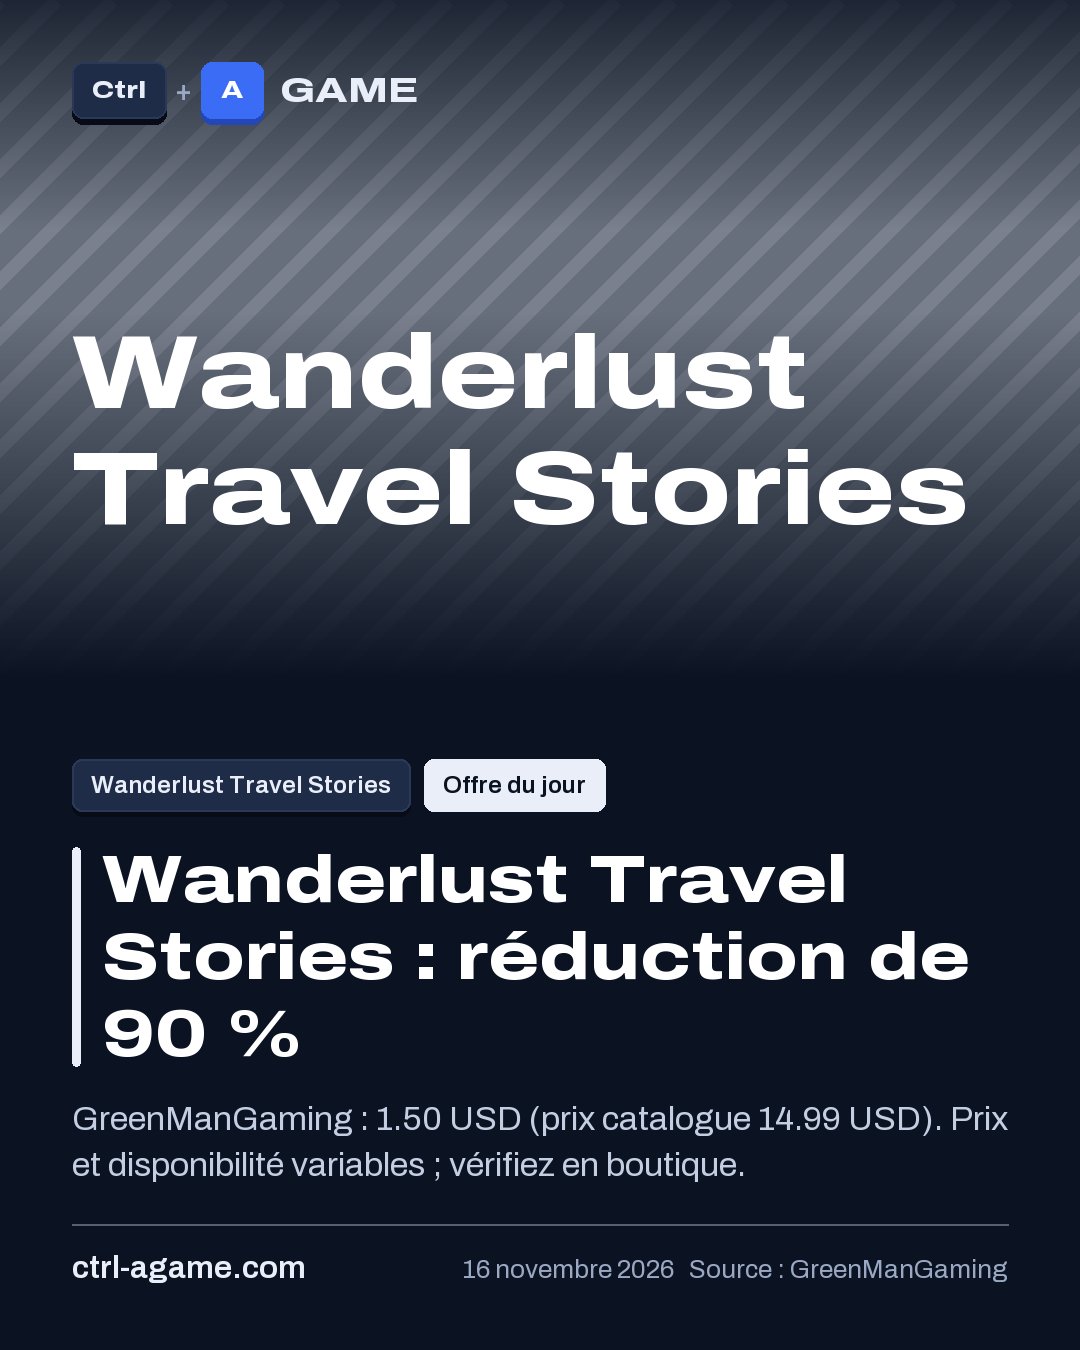 Ctrl + A GAME
Wanderlust
Travel Stories
Wanderlust Travel Stories Offre du jour
Wanderlust Travel
Stories : réduction de
90 %
GreenManGaming : 1.50 USD (prix catalogue 14.99 USD). Prix
et disponibilité variables ; vérifiez en boutique.
ctrl-agame.com 16 novembre 2026 Source : GreenManGaming